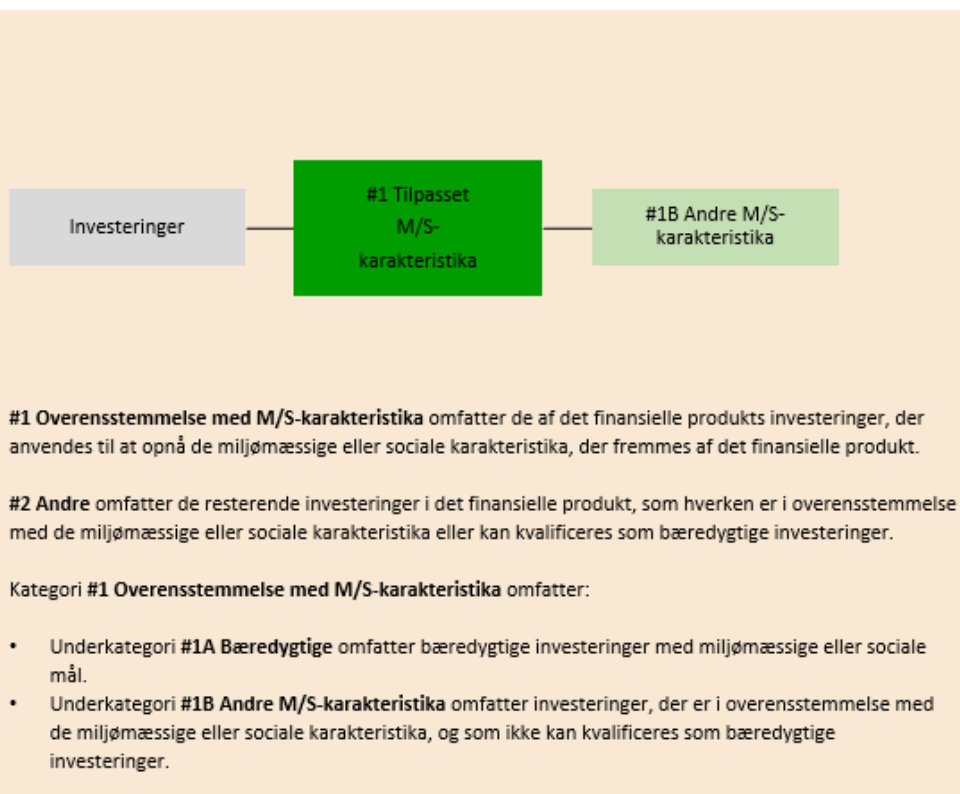 Investeringer
#1 Tilpasset
M/S-
karakteristika
#1B Andre M/S-
karakteristika
#1 Overensstemmelse med M/S-karakteristika omfatter de af det finansielle produkts investeringer, der
anvendes til at opnå de miljømæssige eller sociale karakteristika, der fremmes af det finansielle produkt.
#2 Andre omfatter de resterende investeringer i det finansielle produkt, som hverken er i overensstemmelse
med de miljømæssige eller sociale karakteristika eller kan kvalificeres som bæredygtige investeringer.
Kategori #1 Overensstemmelse med M/S-karakteristika omfatter:
• Underkategori #1A Bæredygtige omfatter bæredygtige investeringer med miljømæssige eller sociale
mål.
• Underkategori #1B Andre M/S-karakteristika omfatter investeringer, der er i overensstemmelse med
de miljømæssige eller sociale karakteristika, og som ikke kan kvalificeres som bæredygtige
investeringer.